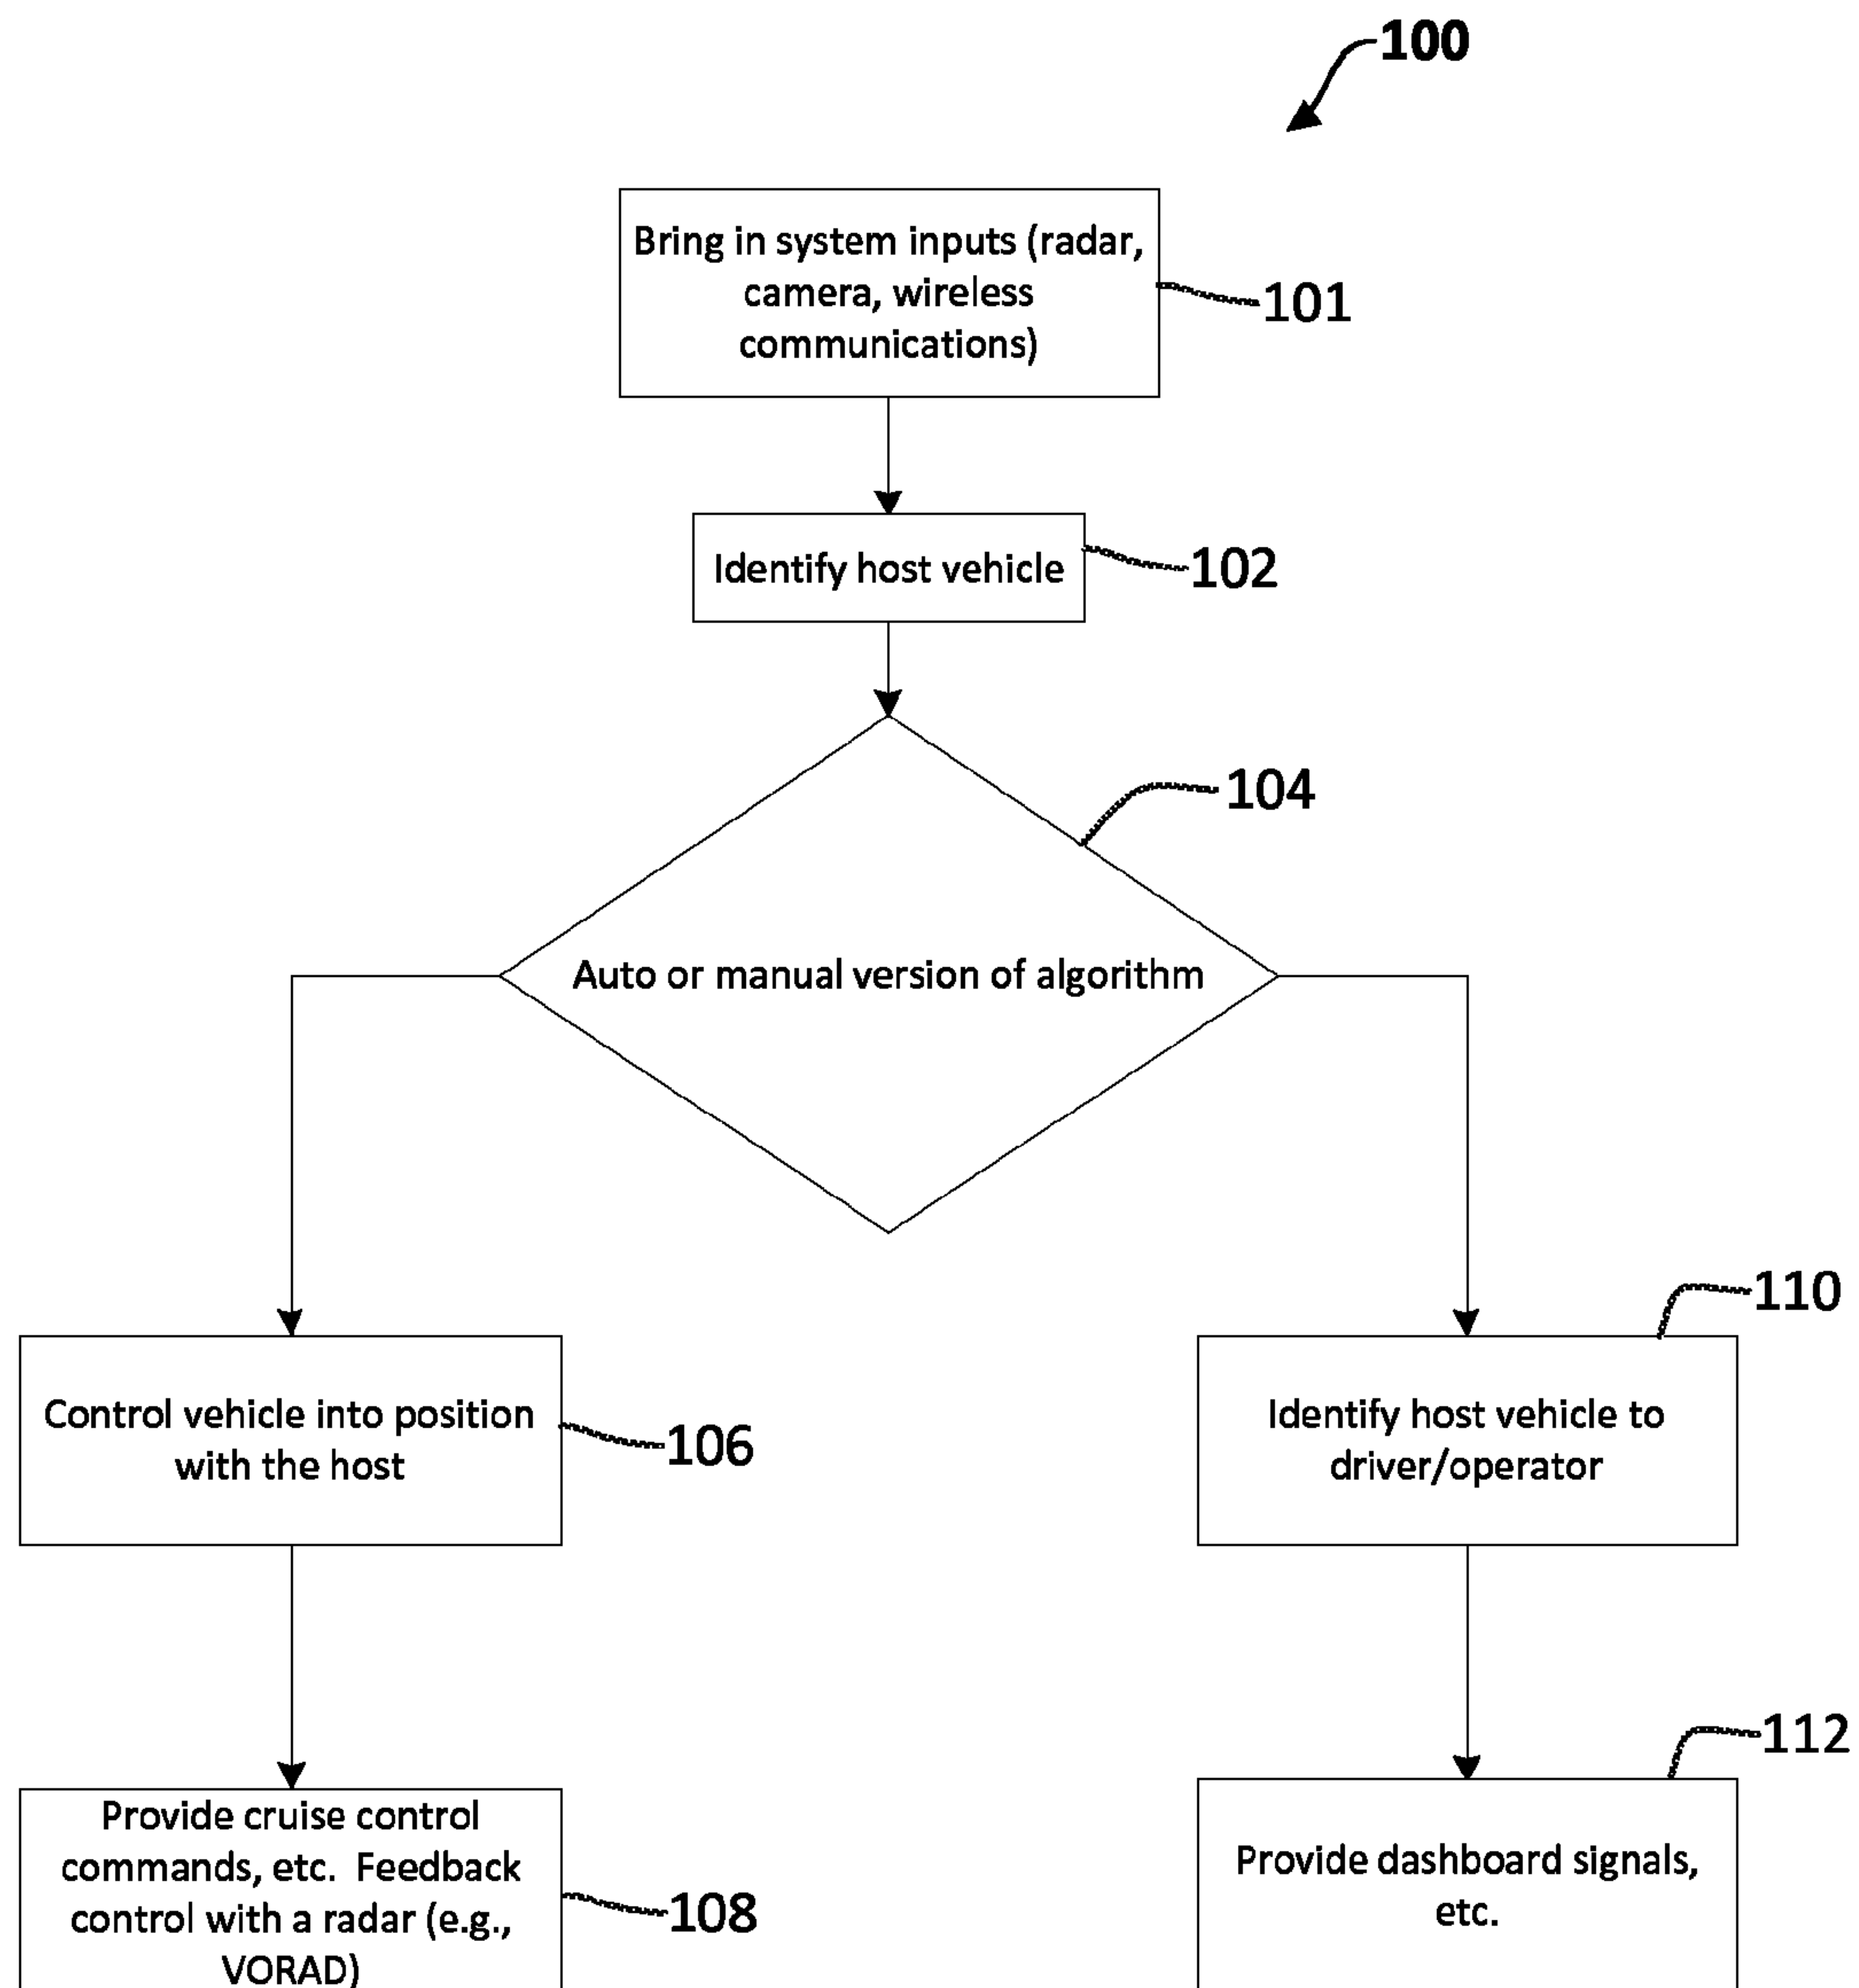 100
Bring in system inputs (radar,
camera, wireless
communications)
101
Identify host vehicle
102
104
Auto or manual version of algorithm
Control vehicle into position
with the host
106
110
Identify host vehicle to
driver/operator
Provide cruise control
commands, etc.  Feedback
control with a radar (e.g.,
VORAD)
108
112
Provide dashboard signals,
etc.